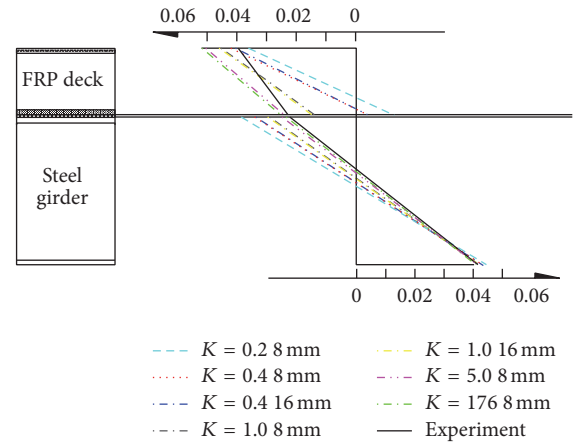 0.06 0.04 0.02 0
FRP deck
Steel
girder
0 0.02 0.04 0.06
K = 0.2 8 mm
K = 0.4 8 mm
K = 0.4 16 mm
K = 1.0 8 mm
K = 1.0 16 mm
K = 5.0 8 mm
K = 176 8 mm
Experiment